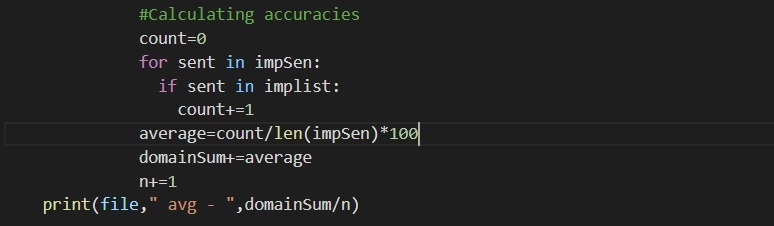 #Calculating accuracies
count=0
for sent in impSen:
if sent in implist:
count+=1
average=count/len(impSen)*100
domainSum+=average
n+=1
print(file," avg - ",domainSum/n)